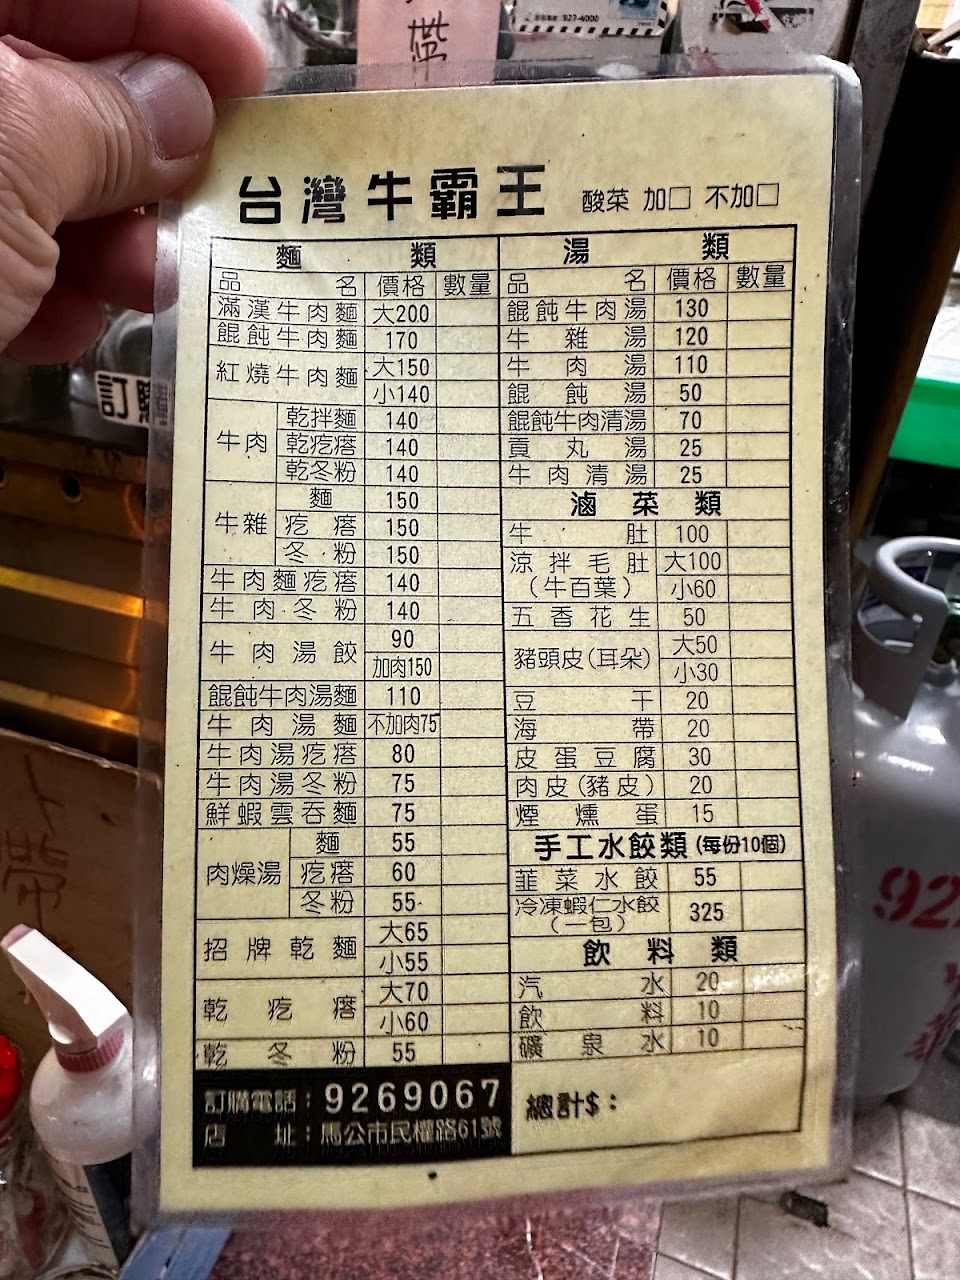 帶
923-4000
訂購
台灣牛霸王 酸菜 加□ 不加□
麵類
品名 價格 數量
滿漢牛肉麵 大200
餛飩牛肉麵 170
紅燒牛肉麵 大150
小140
牛肉 乾拌麵 140
乾疙瘩 140
乾冬粉 140
牛雜 麵 150
疙瘩 150
冬粉 150
牛肉麵疙瘩 140
牛肉冬粉 140
牛肉湯餃 90
加肉150
餛飩牛肉湯麵 110
牛肉湯麵 不加肉75
牛肉湯疙瘩 80
牛肉湯冬粉 75
鮮蝦雲吞麵 75
肉燥湯 麵 55
疙瘩 60
冬粉 55
招牌乾麵 大65
小55
乾疙瘩 大70
小60
乾冬粉 55
訂購電話：9269067
店址：馬公市民權路61號
湯類
品名 價格 數量
餛飩牛肉湯 130
牛雜湯 120
牛肉湯 110
餛飩湯 50
餛飩牛肉清湯 70
貢丸湯 25
牛肉清湯 25
滷菜類
牛肚 100
涼拌毛肚 大100
（牛百葉） 小60
五香花生 50
豬頭皮(耳朵) 大50
小30
豆干 20
海帶 20
皮蛋豆腐 30
肉皮(豬皮) 20
煙燻蛋 15
手工水餃類(每份10個)
韮菜水餃 55
冷凍蝦仁水餃 325
（一包）
飲料類
汽水 20
飲料 10
礦泉水 10
總計$：
帶
92